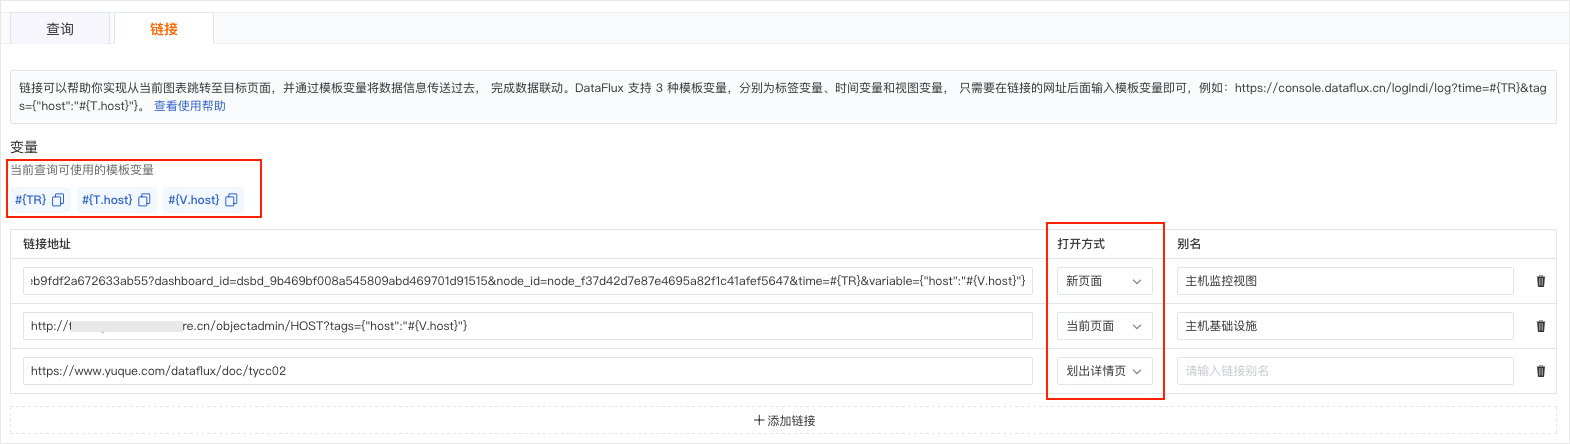 查询 链接
链接可以帮助你实现从当前图表跳转至目标页面，并通过模板变量将数据信息传送过去， 完成数据联动。DataFlux 支持 3 种模板变量，分别为标签变量、时间变量和视图变量， 只需要在链接的网址后面输入模板变量即可，例如：https://console.dataflux.cn/logIndi/log?time=#{TR}&tag
s={"host":"#{T.host}"}。 查看使用帮助
变量
当前查询可使用的模板变量
#{TR} #{T.host} #{V.host}
链接地址 打开方式 别名
b9fdf2a672633ab55?dashboard_id=dsbd_9b469bf008a545809abd469701d91515&node_id=node_f37d42d7e87e4695a82f1c41afef5647&time=#{TR}&variable={"host":"#{V.host}"} 新页面 主机监控视图
http://t re.cn/objectadmin/HOST?tags={"host":"#{V.host}"} 当前页面 主机基础设施
https://www.yuque.com/dataflux/doc/tycc02 划出详情页 请输入链接别名
+ 添加链接